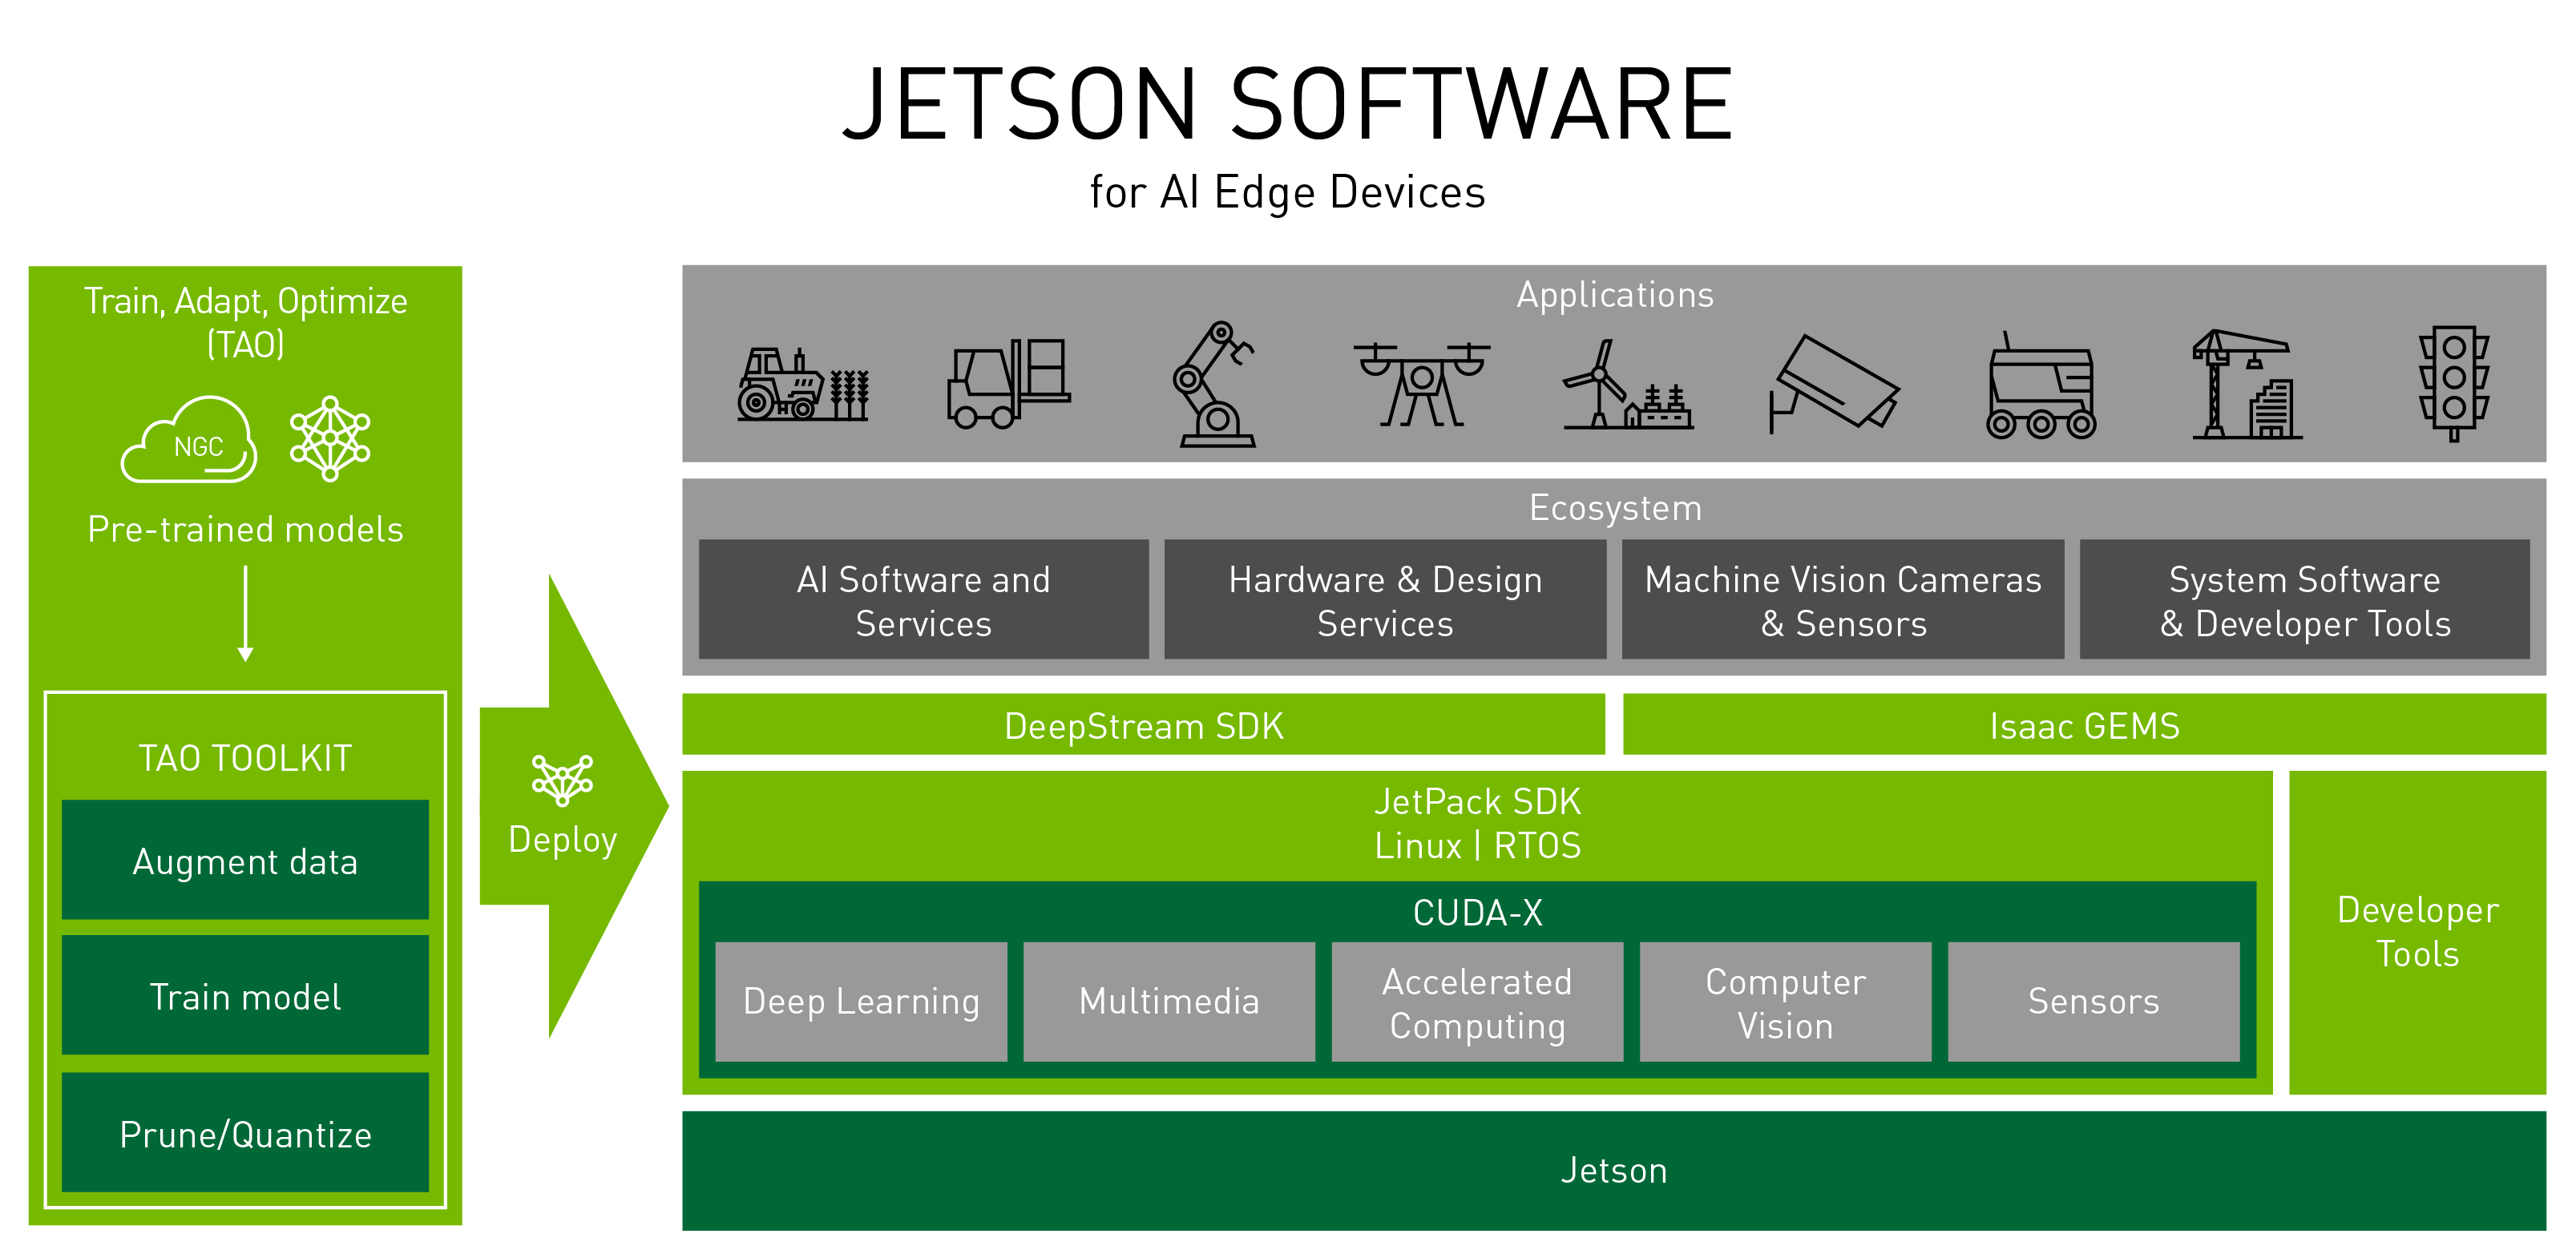 JETSON SOFTWARE
for AI Edge Devices
Train, Adapt, Optimize
(TAO)
NGC
Pre-trained models
TAO TOOLKIT
Augment data
Train model
Prune/Quantize
Deploy
Applications
Ecosystem
AI Software and
Services
Hardware & Design
Services
Machine Vision Cameras
& Sensors
System Software
& Developer Tools
DeepStream SDK
Isaac GEMS
JetPack SDK
Linux | RTOS
CUDA-X
Deep Learning
Multimedia
Accelerated
Computing
Computer
Vision
Sensors
Developer
Tools
Jetson